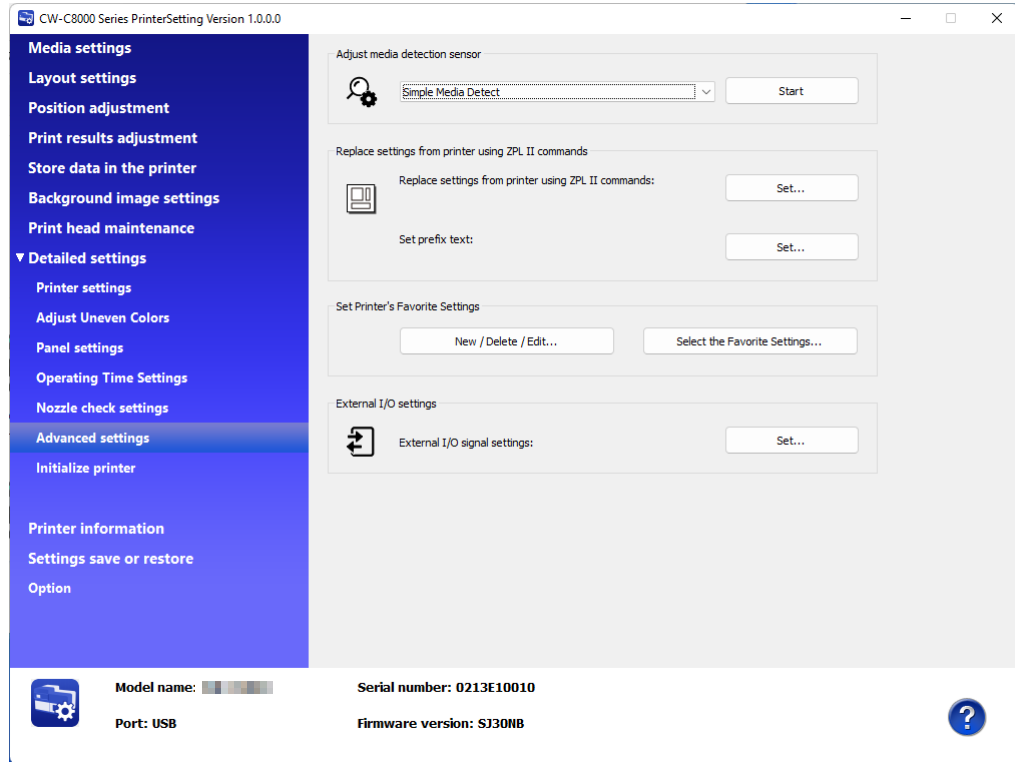 CW-C8000 Series PrinterSetting Version 1.0.0.0
Media settings
Layout settings
Position adjustment
Print results adjustment
Store data in the printer
Background image settings
Print head maintenance
Detailed settings
Printer settings
Adjust Uneven Colors
Panel settings
Operating Time Settings
Nozzle check settings
Advanced settings
Initialize printer
Printer information
Settings save or restore
Option
Adjust media detection sensor
Simple Media Detect
Start
Replace settings from printer using ZPL II commands
Replace settings from printer using ZPL II commands:
Set...
Set prefix text:
Set...
Set Printer's Favorite Settings
New / Delete / Edit...
Select the Favorite Settings...
External I/O settings
External I/O signal settings:
Set...
Model name:
Serial number: 0213E10010
Port: USB
Firmware version: SJ30NB
?